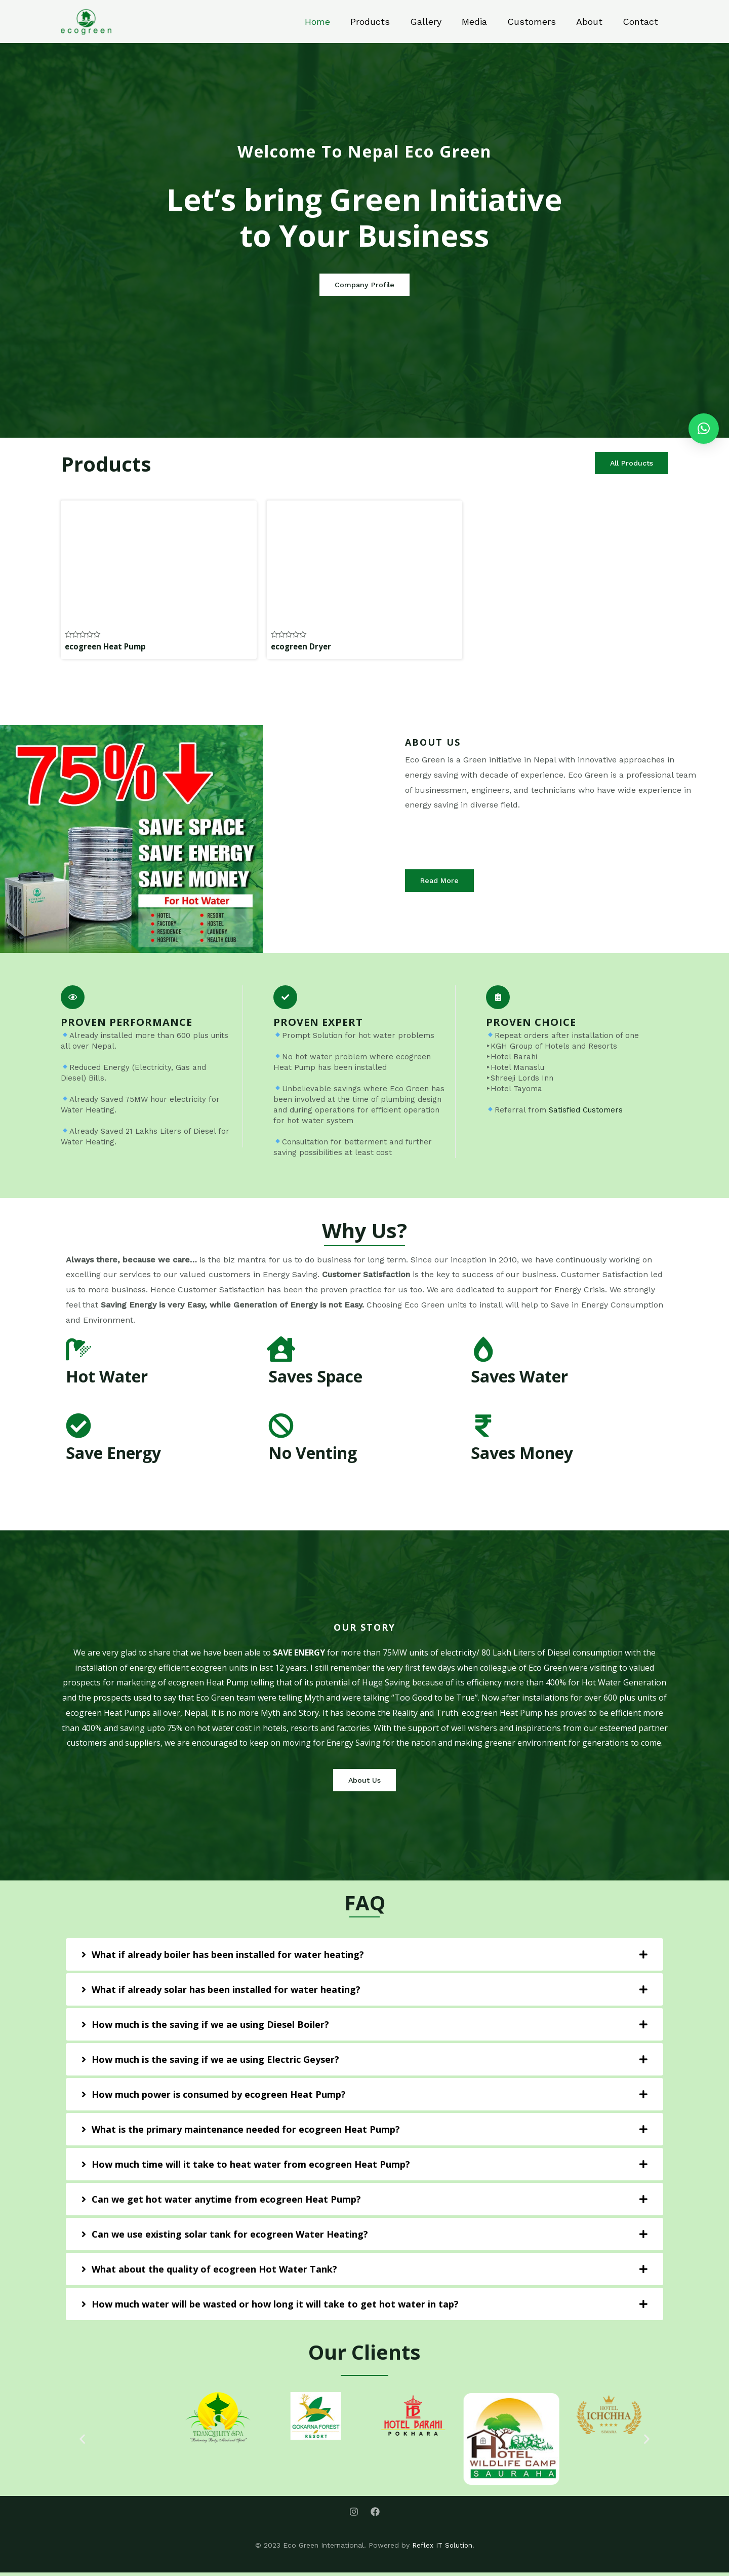 ecogreen
Home
Products
Gallery
Media
Customers
About
Contact
Welcome To Nepal Eco Green
Let’s bring Green Initiative
to Your Business
Company Profile
Products
All Products
ecogreen Heat Pump
ecogreen Dryer
75%
SAVE SPACE
SAVE ENERGY
SAVE MONEY
For Hot Water
HOTEL
FACTORY
RESIDENCE
HOSPITAL
RESORT
HOSTEL
LAUNDRY
HEALTH CLUB
ABOUT US
Eco Green is a Green initiative in Nepal with innovative approaches in
energy saving with decade of experience. Eco Green is a professional team
of businessmen, engineers, and technicians who have wide experience in
energy saving in diverse field.
Read More
PROVEN PERFORMANCE
🔹Already installed more than 600 plus units
all over Nepal.
🔹Reduced Energy (Electricity, Gas and
Diesel) Bills.
🔹Already Saved 75MW hour electricity for
Water Heating.
🔹Already Saved 21 Lakhs Liters of Diesel for
Water Heating.
PROVEN EXPERT
🔹Prompt Solution for hot water problems
🔹No hot water problem where ecogreen
Heat Pump has been installed
🔹Unbelievable savings where Eco Green has
been involved at the time of plumbing design
and during operations for efficient operation
for hot water system
🔹Consultation for betterment and further
saving possibilities at least cost
PROVEN CHOICE
🔹Repeat orders after installation of one
‣KGH Group of Hotels and Resorts
‣Hotel Barahi
‣Hotel Manaslu
‣Shreeji Lords Inn
‣Hotel Tayoma
🔹Referral from Satisfied Customers
Why Us?
Always there, because we care… is the biz mantra for us to do business for long term. Since our inception in 2010, we have continuously working on
excelling our services to our valued customers in Energy Saving. Customer Satisfaction is the key to success of our business. Customer Satisfaction led
us to more business. Hence Customer Satisfaction has been the proven practice for us too. We are dedicated to support for Energy Crisis. We strongly
feel that Saving Energy is very Easy, while Generation of Energy is not Easy. Choosing Eco Green units to install will help to Save in Energy Consumption
and Environment.
Hot Water
Saves Space
Saves Water
Save Energy
No Venting
Saves Money
OUR STORY
We are very glad to share that we have been able to SAVE ENERGY for more than 75MW units of electricity/ 80 Lakh Liters of Diesel consumption with the
installation of energy efficient ecogreen units in last 12 years. I still remember the very first few days when colleague of Eco Green were visiting to valued
prospects for marketing of ecogreen Heat Pump telling that of its potential of Huge Saving because of its efficiency more than 400% for Hot Water Generation
and the prospects used to say that Eco Green team were telling Myth and were talking “Too Good to be True”. Now after installations for over 600 plus units of
ecogreen Heat Pumps all over, Nepal, it is no more Myth and Story. It has become the Reality and Truth. ecogreen Heat Pump has proved to be efficient more
than 400% and saving upto 75% on hot water cost in hotels, resorts and factories. With the support of well wishers and inspirations from our esteemed partner
customers and suppliers, we are encouraged to keep on moving for Energy Saving for the nation and making greener environment for generations to come.
About Us
FAQ
What if already boiler has been installed for water heating?
What if already solar has been installed for water heating?
How much is the saving if we ae using Diesel Boiler?
How much is the saving if we ae using Electric Geyser?
How much power is consumed by ecogreen Heat Pump?
What is the primary maintenance needed for ecogreen Heat Pump?
How much time will it take to heat water from ecogreen Heat Pump?
Can we get hot water anytime from ecogreen Heat Pump?
Can we use existing solar tank for ecogreen Water Heating?
What about the quality of ecogreen Hot Water Tank?
How much water will be wasted or how long it will take to get hot water in tap?
Our Clients
TRANQUILITY SPA
GOKARNA FOREST
RESORT
HOTEL BARAHI
POKHARA
HOTEL
WILDLIFE CAMP
SAURAHA
HOTEL
ICHCHHA
© 2023 Eco Green International. Powered by Reflex IT Solution.